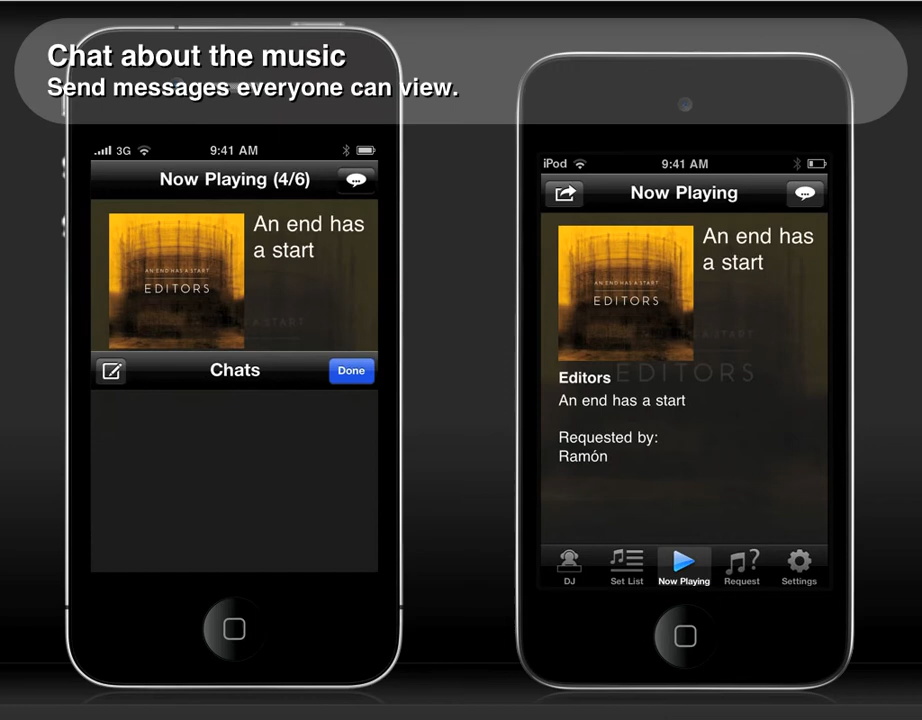 Chat about the music
Send messages everyone can view.
3G
9:41 AM
Now Playing (4/6)
An end has
a start
AN END HAS A START
EDITORS
Chats
Done
iPod
9:41 AM
Now Playing
An end has
a start
AN END HAS A START
EDITORS
EDITORS
Editors
An end has a start
Requested by:
Ramón
DJ
Set List
Now Playing
Request
Settings